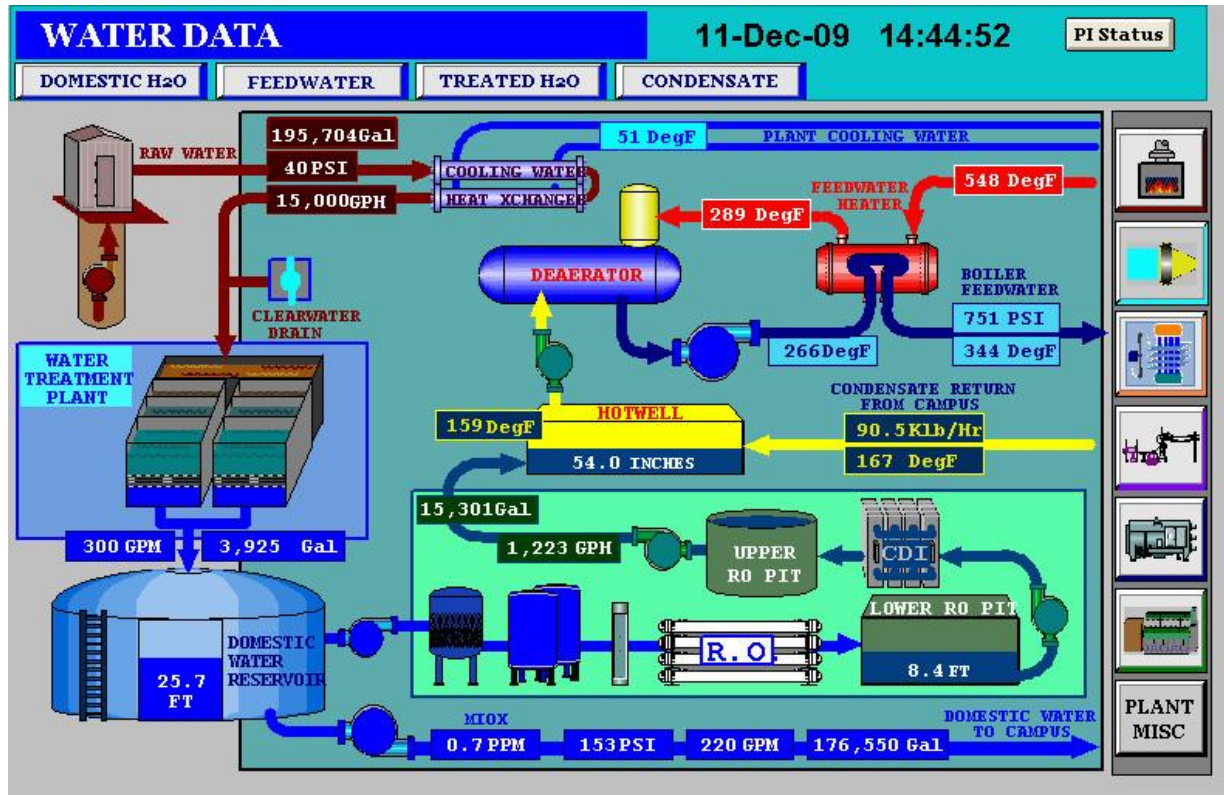 WATER DATA
11-Dec-09 14:44:52
PI Status
DOMESTIC H2O
FEEDWATER
TREATED H2O
CONDENSATE
RAW WATER
195,704Gal
40PSI
15,000GPH
COOLING WATER
HEAT XCHANGER
51 DegF
PLANT COOLING WATER
FEEDWATER
HEATER
548 DegF
289 DegF
DEAERATOR
BOILER
FEEDWATER
751 PSI
344 DegF
266DegF
CLEARWATER
DRAIN
WATER
TREATMENT
PLANT
HOTWELL
159DegF
54.0 INCHES
CONDENSATE RETURN
FROM CAMPUS
90.5Klb/Hr
167 DegF
15,301Gal
1,223 GPH
UPPER
RO PIT
CDI
LOWER RO PIT
8.4 FT
R.O.
300 GPM
3,925 Gal
DOMESTIC
WATER
RESERVOIR
25.7
FT
MIOX
0.7 PPM
153PSI
220 GPM
176,550 Gal
DOMESTIC WATER
TO CAMPUS
PLANT
MISC